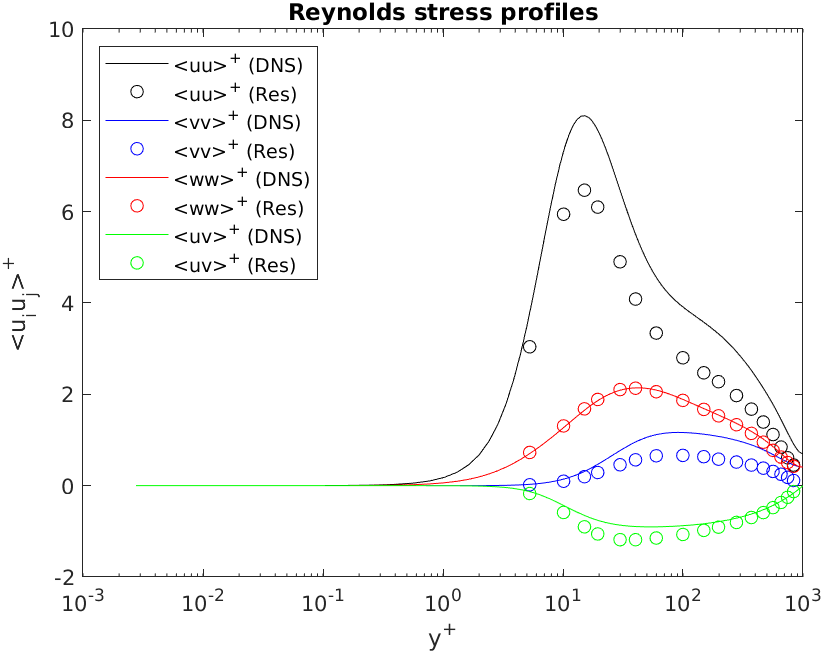 Reynolds stress profiles
10
8
6
4
2
0
-2
<uu>+ (DNS)
<uu>+ (Res)
<vv>+ (DNS)
<vv>+ (Res)
<ww>+ (DNS)
<ww>+ (Res)
<uv>+ (DNS)
<uv>+ (Res)
<uiuj>+
10-3
10-2
10-1
100
101
102
103
y+